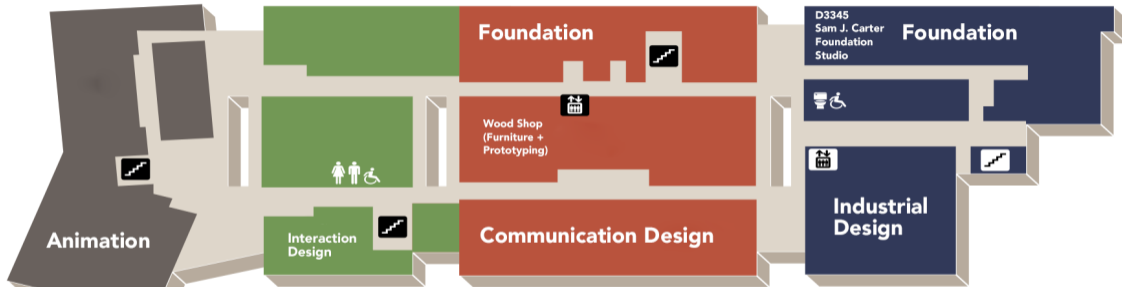 Foundation
D3345
Sam J. Carter
Foundation
Studio
Foundation
Wood Shop
(Furniture +
Prototyping)
Animation
Interaction
Design
Communication Design
Industrial
Design